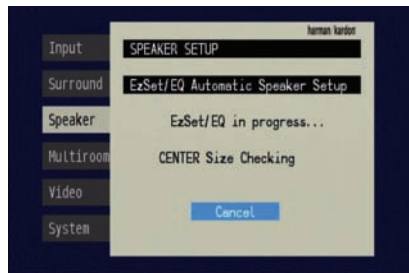 harman/kardon
Input
Surround
Speaker
Multiroom
Video
System
SPEAKER SETUP
EzSet/EQ Automatic Speaker Setup
EzSet/EQ in progress...
CENTER Size Checking
Cancel